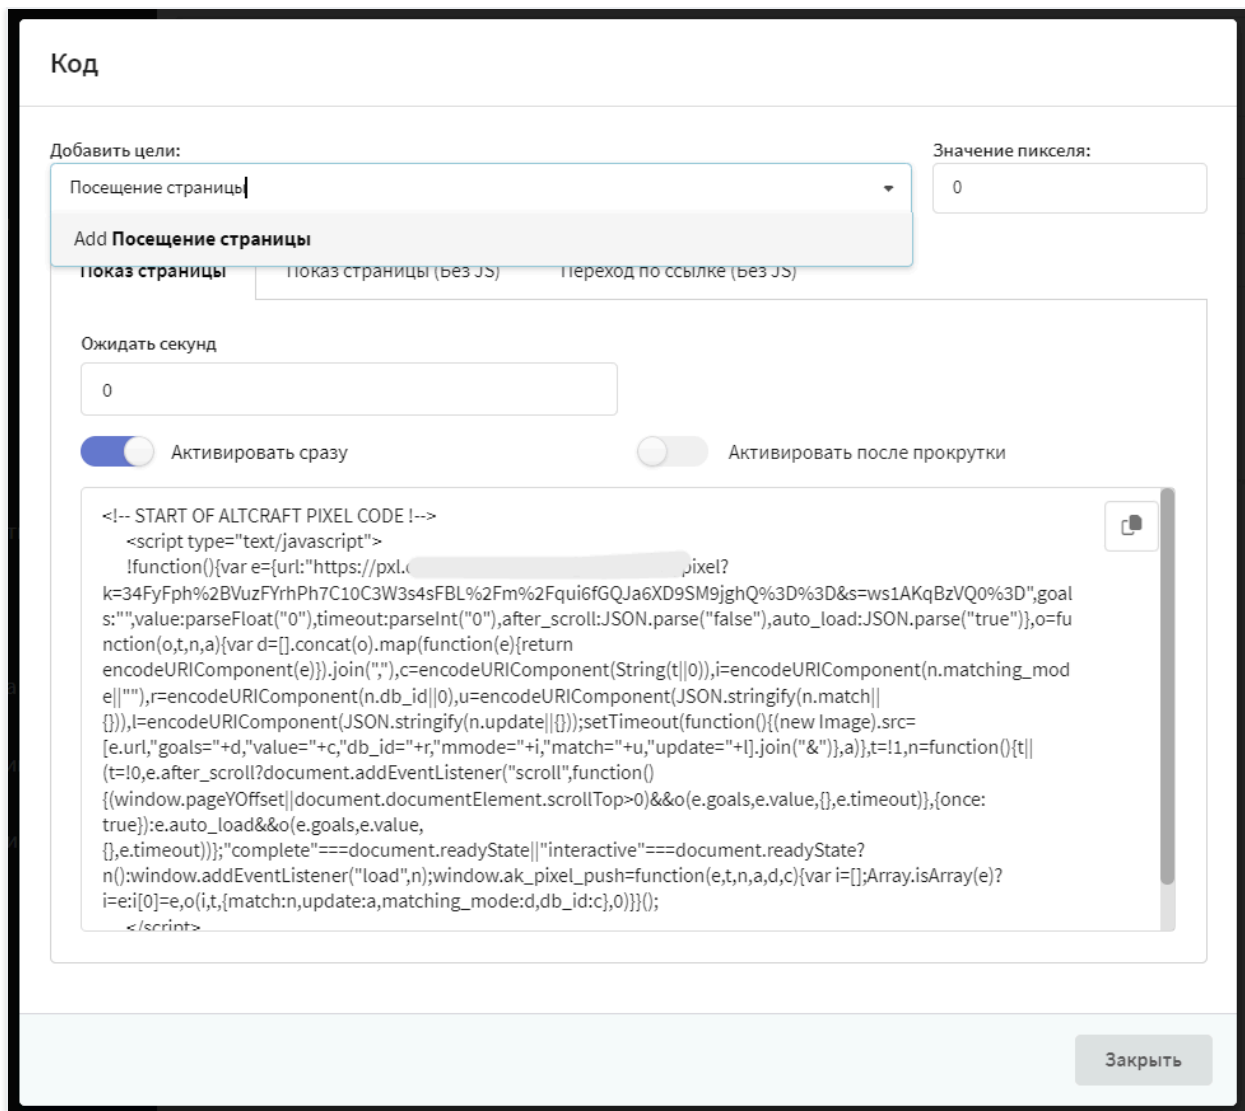 Код
Добавить цели:
Значение пикселя:
Посещение страницы
0
Add Посещение страницы
Показ страницы
Показ страницы (Без JS)
Переход по ссылке (Без JS)
Ожидать секунд
0
Активировать сразу
Активировать после прокрутки
<!-- START OF ALTCRAFT PIXEL CODE !-->
<script type="text/javascript">
!function(){var e={url:"https://pxl. pixel?
k=34FyFph%2BVuzFYrhPh7C10C3W3s4sFBL%2Fm%2Fqui6fGQJa6XD9SM9jghQ%3D%3D&s=ws1AKqBzVQ0%3D",goal
s:"",value:parseFloat("0"),timeout:parseInt("0"),after_scroll:JSON.parse("false"),auto_load:JSON.parse("true")},o=fu
nction(o,t,n,a){var d=[].concat(o).map(function(e){return
encodeURIComponent(e)}).join(","),c=encodeURIComponent(String(t||0)),i=encodeURIComponent(n.matching_mod
e||""),r=encodeURIComponent(n.db_id||0),u=encodeURIComponent(JSON.stringify(n.match||
{})),l=encodeURIComponent(JSON.stringify(n.update||{}));setTimeout(function(){(new Image).src=
[e.url,"goals="+d,"value="+c,"db_id="+r,"mmode="+i,"match="+u,"update="+l].join("&")},a)},t=!1,n=function(){t||
(t=!0,e.after_scroll?document.addEventListener("scroll",function()
{(window.pageYOffset||document.documentElement.scrollTop>0)&&o(e.goals,e.value,{},e.timeout)},{once:
true}):e.auto_load&&o(e.goals,e.value,
{},e.timeout))};"complete"===document.readyState||"interactive"===document.readyState?
n():window.addEventListener("load",n);window.ak_pixel_push=function(e,t,n,a,d,c){var i=[];Array.isArray(e)?
i=e:i[0]=e,o(i,t,{match:n,update:a,matching_mode:d,db_id:c},0)}}();
</script>
Закрыть